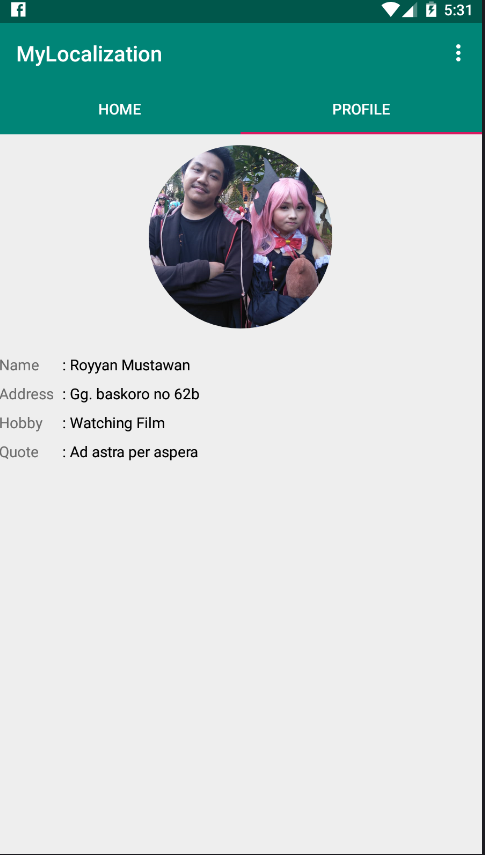 5:31
MyLocalization
HOME PROFILE
Name : Royyan Mustawan
Address : Gg. baskoro no 62b
Hobby : Watching Film
Quote : Ad astra per aspera